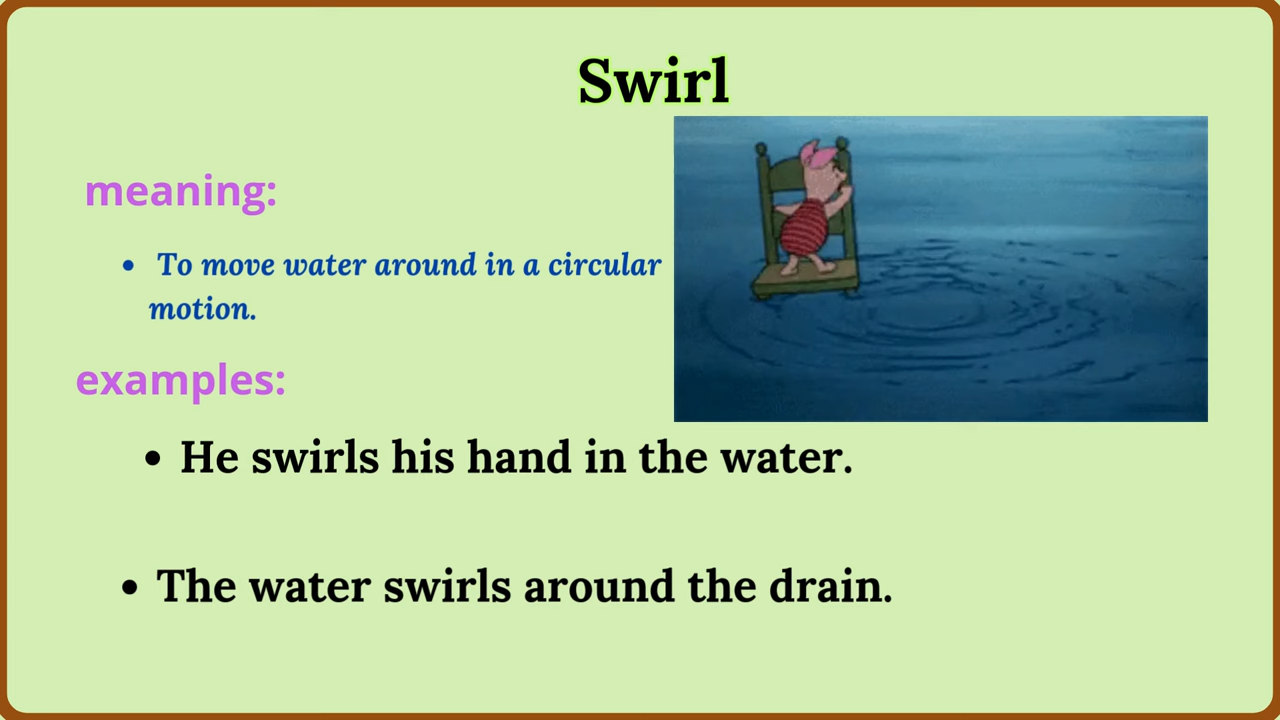 Swirl
meaning:
• To move water around in a circular
motion.
examples:
• He swirls his hand in the water.
• The water swirls around the drain.